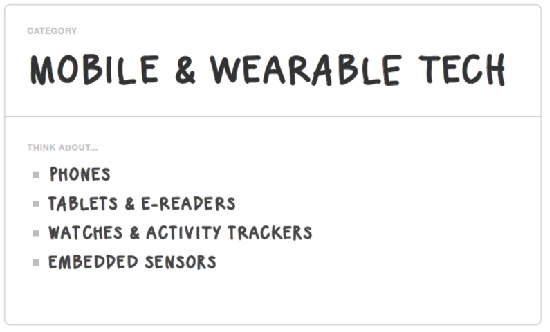 CATEGORY
MOBILE & WEARABLE TECH
THINK ABOUT...
PHONES
TABLETS & E-READERS
WATCHES & ACTIVITY TRACKERS
EMBEDDED SENSORS